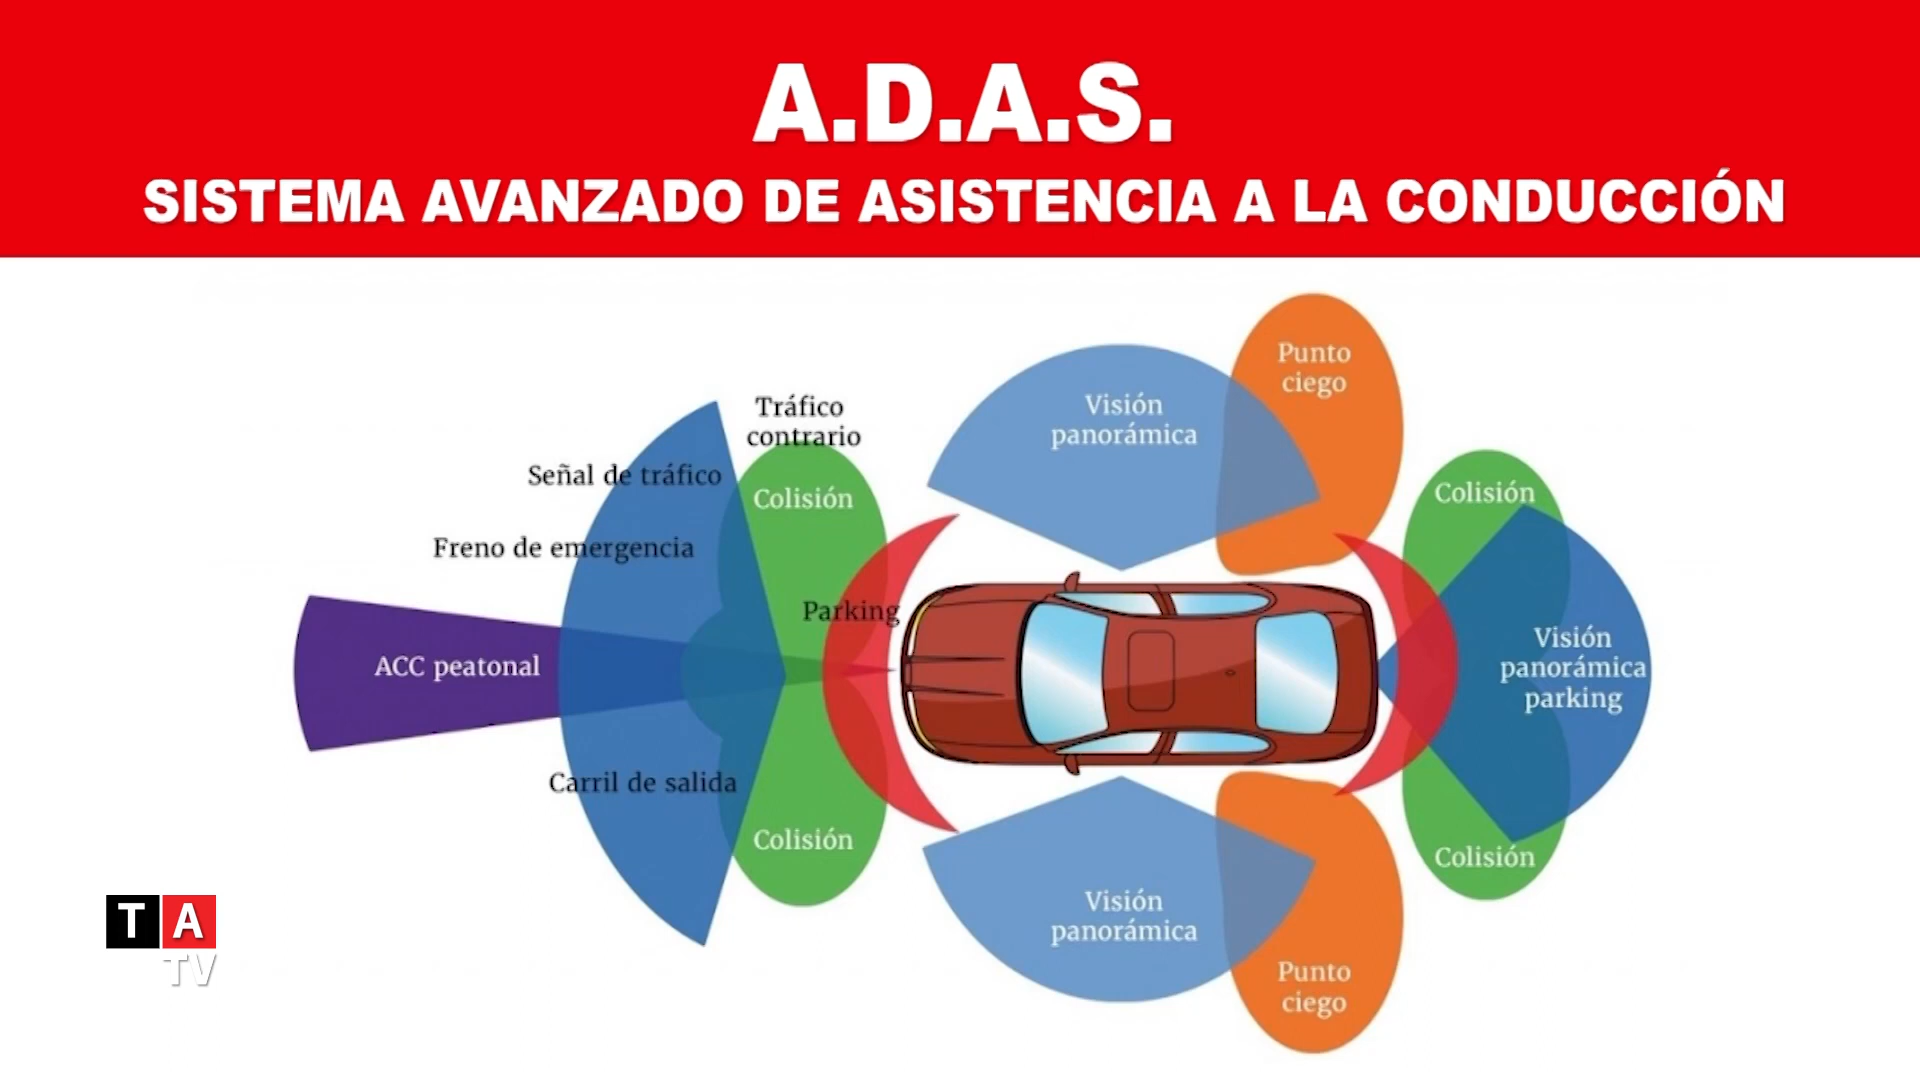 A.D.A.S.
SISTEMA AVANZADO DE ASISTENCIA A LA CONDUCCIÓN
Punto
ciego
Visión
panorámica
Tráfico
contrario
Señal de tráfico
Colisión
Colisión
Freno de emergencia
Parking
ACC peatonal
Visión
panorámica
parking
Carril de salida
Colisión
Colisión
Visión
panorámica
Punto
ciego
T A
TV